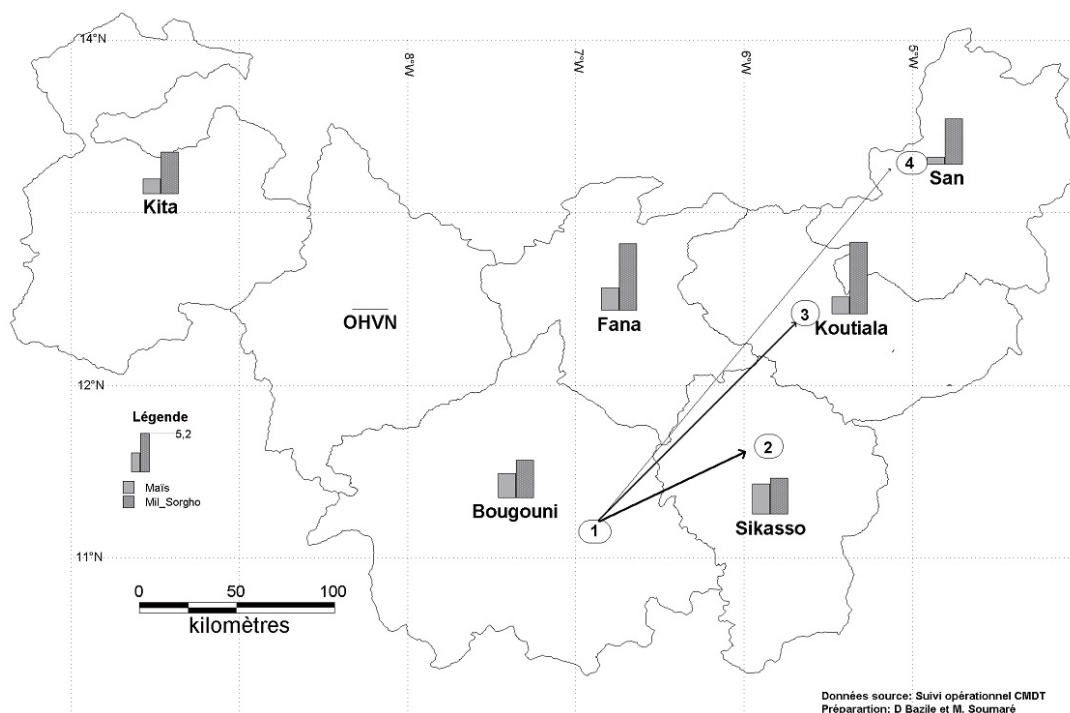 14°N
8°W
7°W
6°W
5°W
4
San
Kita
3
Koutiala
Fana
OHVN
12°N
Légende
5,2
Maïs
Mil_Sorgho
2
Bougouni
Sikasso
1
11°N
0 50 100
kilomètres
Données source: Suivi opérationnel CMDT
Préparartion: D Bazile et M. Soumaré